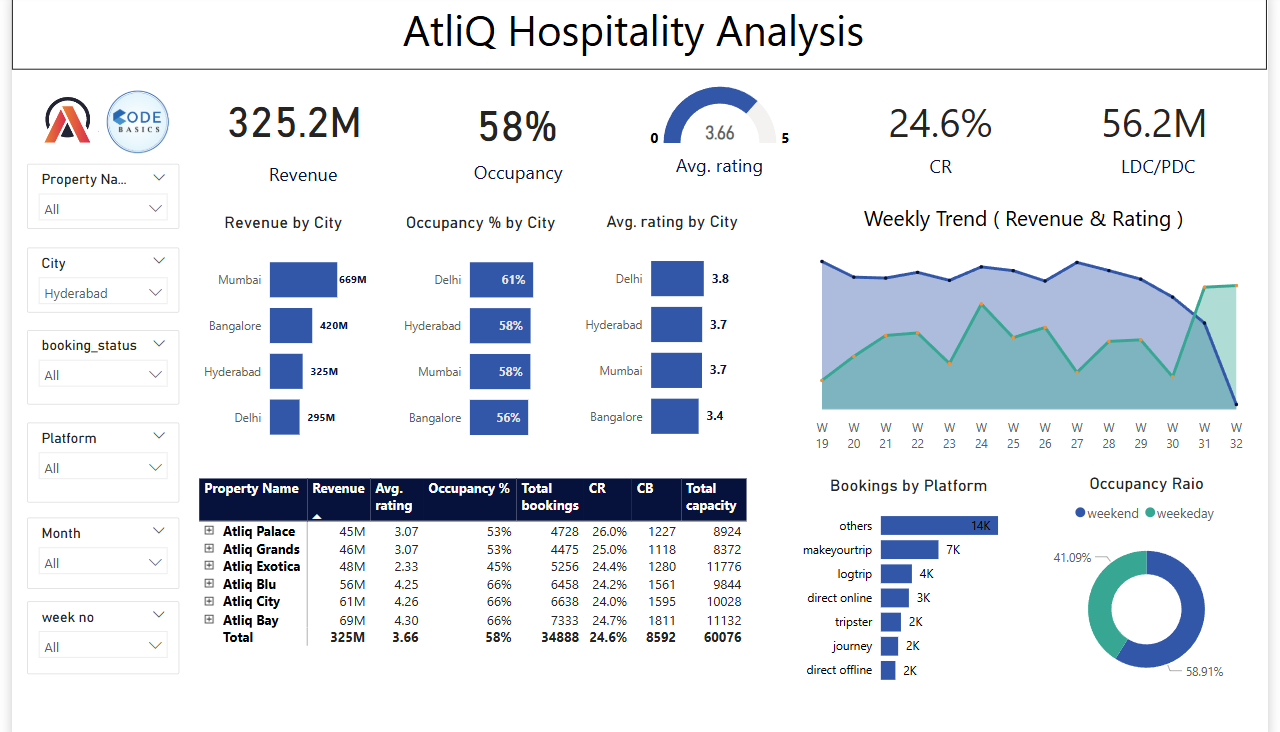 AtliQ Hospitality Analysis
CODE
BASICS
325.2M
Revenue
58%
Occupancy
0
3.66
5
Avg. rating
24.6%
CR
56.2M
LDC/PDC
Property Na...
All
City
Hyderabad
booking_status
All
Platform
All
Month
All
week no
All
Revenue by City
Mumbai 669M
Bangalore 420M
Hyderabad 325M
Delhi 295M
Occupancy % by City
Delhi 61%
Hyderabad 58%
Mumbai 58%
Bangalore 56%
Avg. rating by City
Delhi 3.8
Hyderabad 3.7
Mumbai 3.7
Bangalore 3.4
Weekly Trend ( Revenue & Rating )
W W W W W W W W W W W W W W
19 20 21 22 23 24 25 26 27 28 29 30 31 32
Property Name Revenue Avg. Occupancy % Total CR CB Total
rating bookings capacity
Atliq Palace 45M 3.07 53% 4728 26.0% 1227 8924
Atliq Grands 46M 3.07 53% 4475 25.0% 1118 8372
Atliq Exotica 48M 2.33 45% 5256 24.4% 1280 11776
Atliq Blu 56M 4.25 66% 6458 24.2% 1561 9844
Atliq City 61M 4.26 66% 6638 24.0% 1595 10028
Atliq Bay 69M 4.30 66% 7333 24.7% 1811 11132
Total 325M 3.66 58% 34888 24.6% 8592 60076
Bookings by Platform
others 14K
makeyourtrip 7K
logtrip 4K
direct online 3K
tripster 2K
journey 2K
direct offline 2K
Occupancy Raio
weekend weekeday
41.09%
58.91%